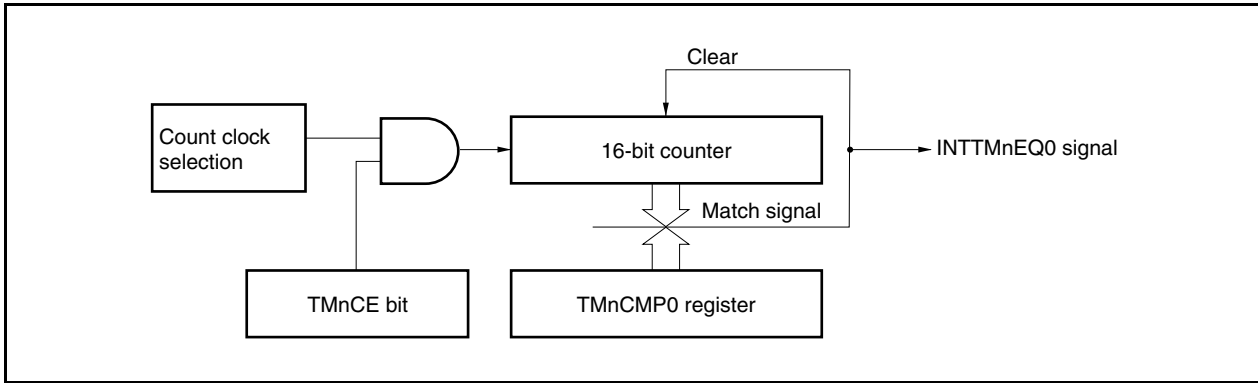 Clear
Count clock
selection
16-bit counter
INTTMnEQ0 signal
Match signal
TMnCE bit
TMnCMP0 register